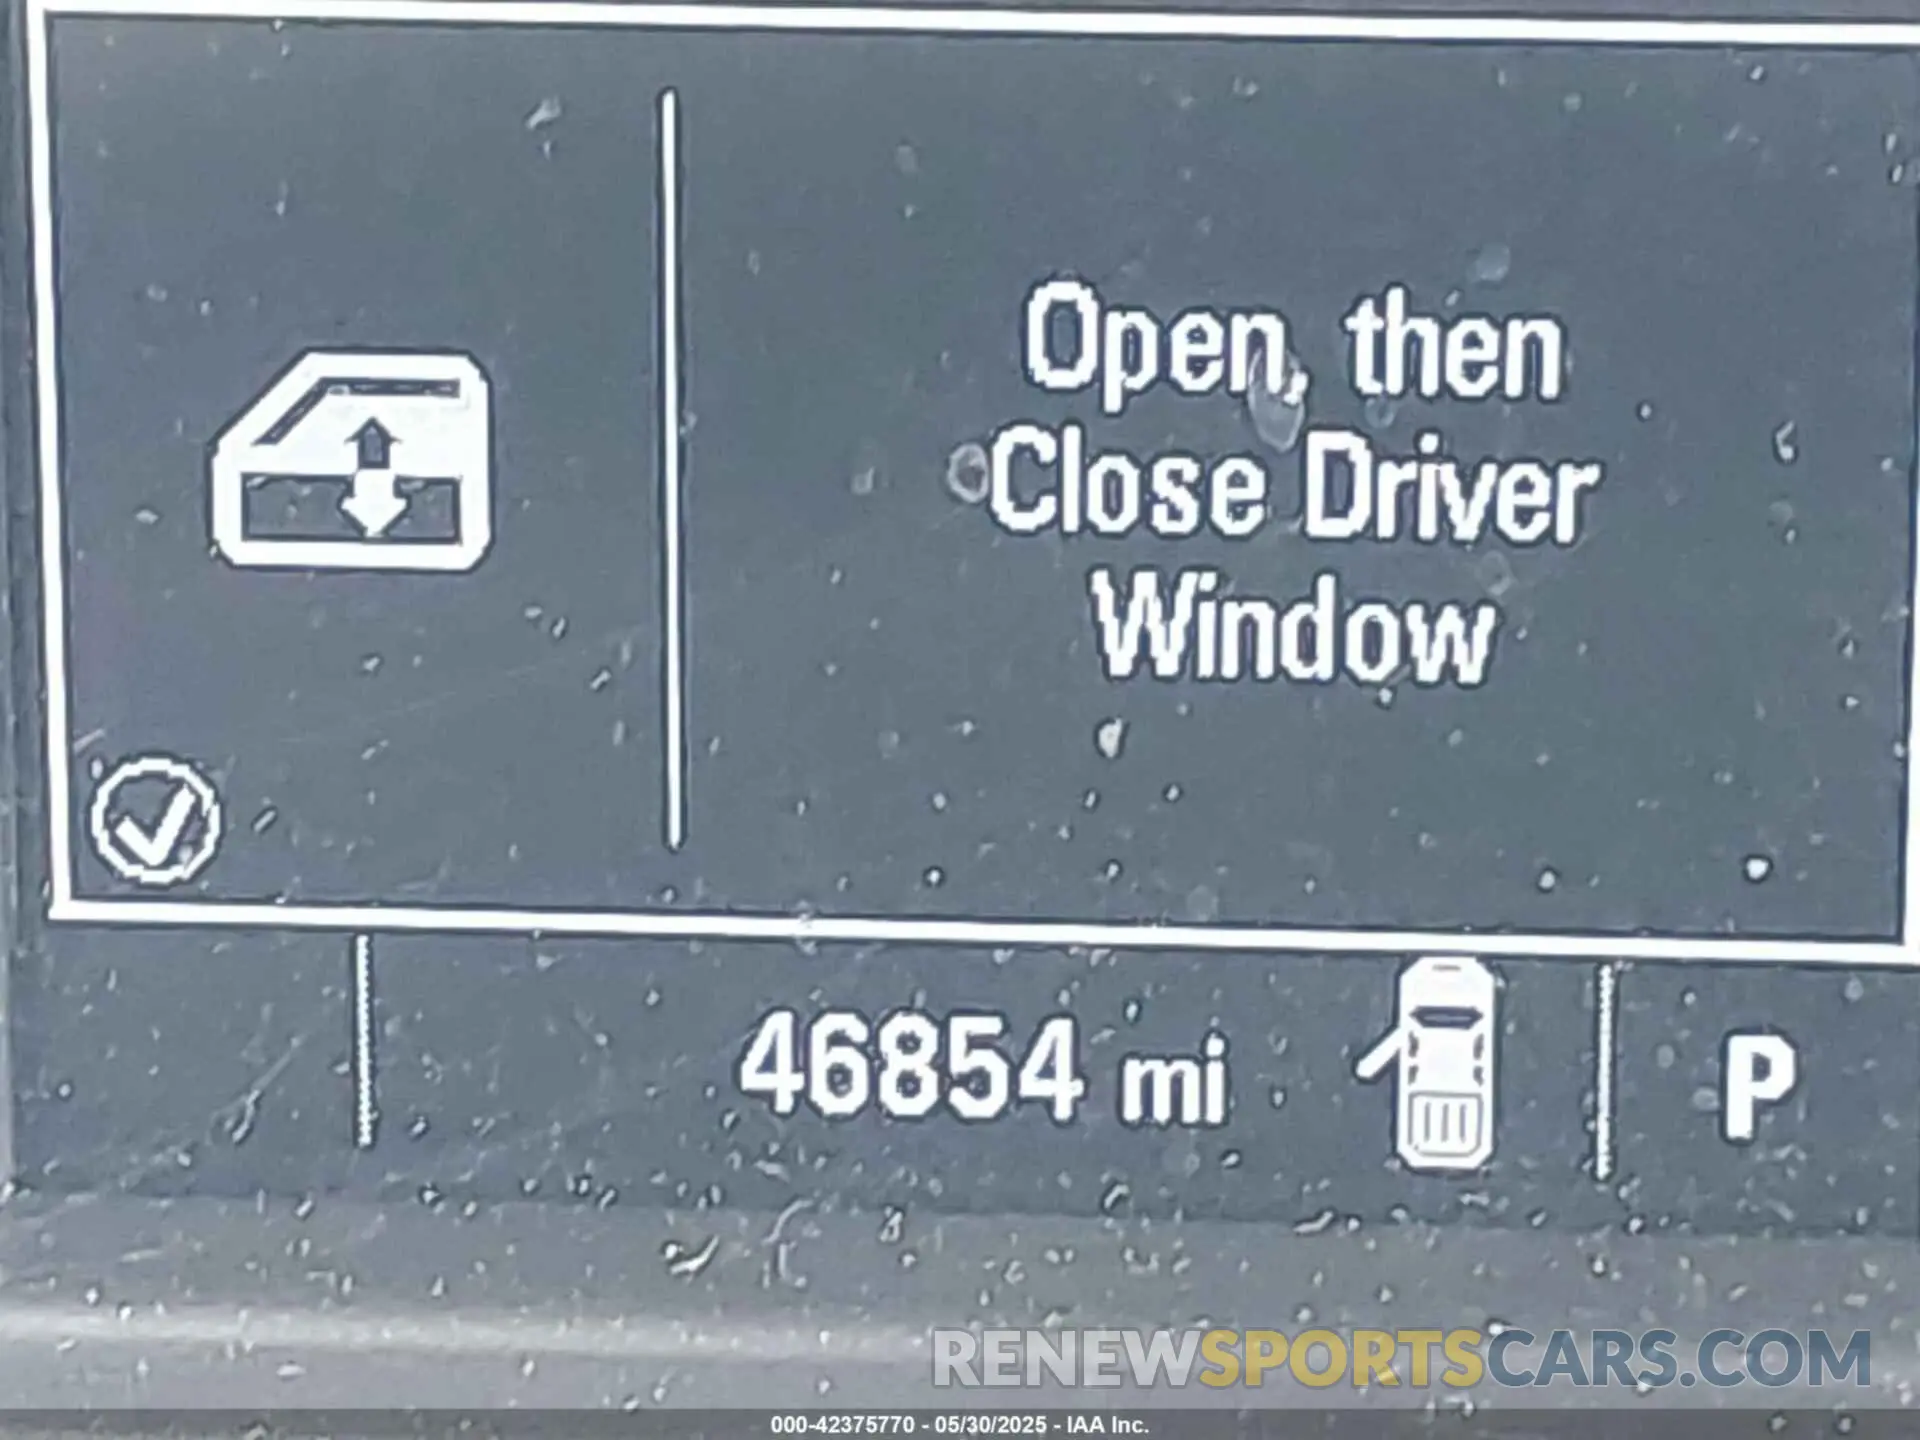 Open, then
Close Driver
Window
46854 mi
P
RENEWSPORTSCARS.COM
000-42375770 - 05/30/2025 - IAA Inc.